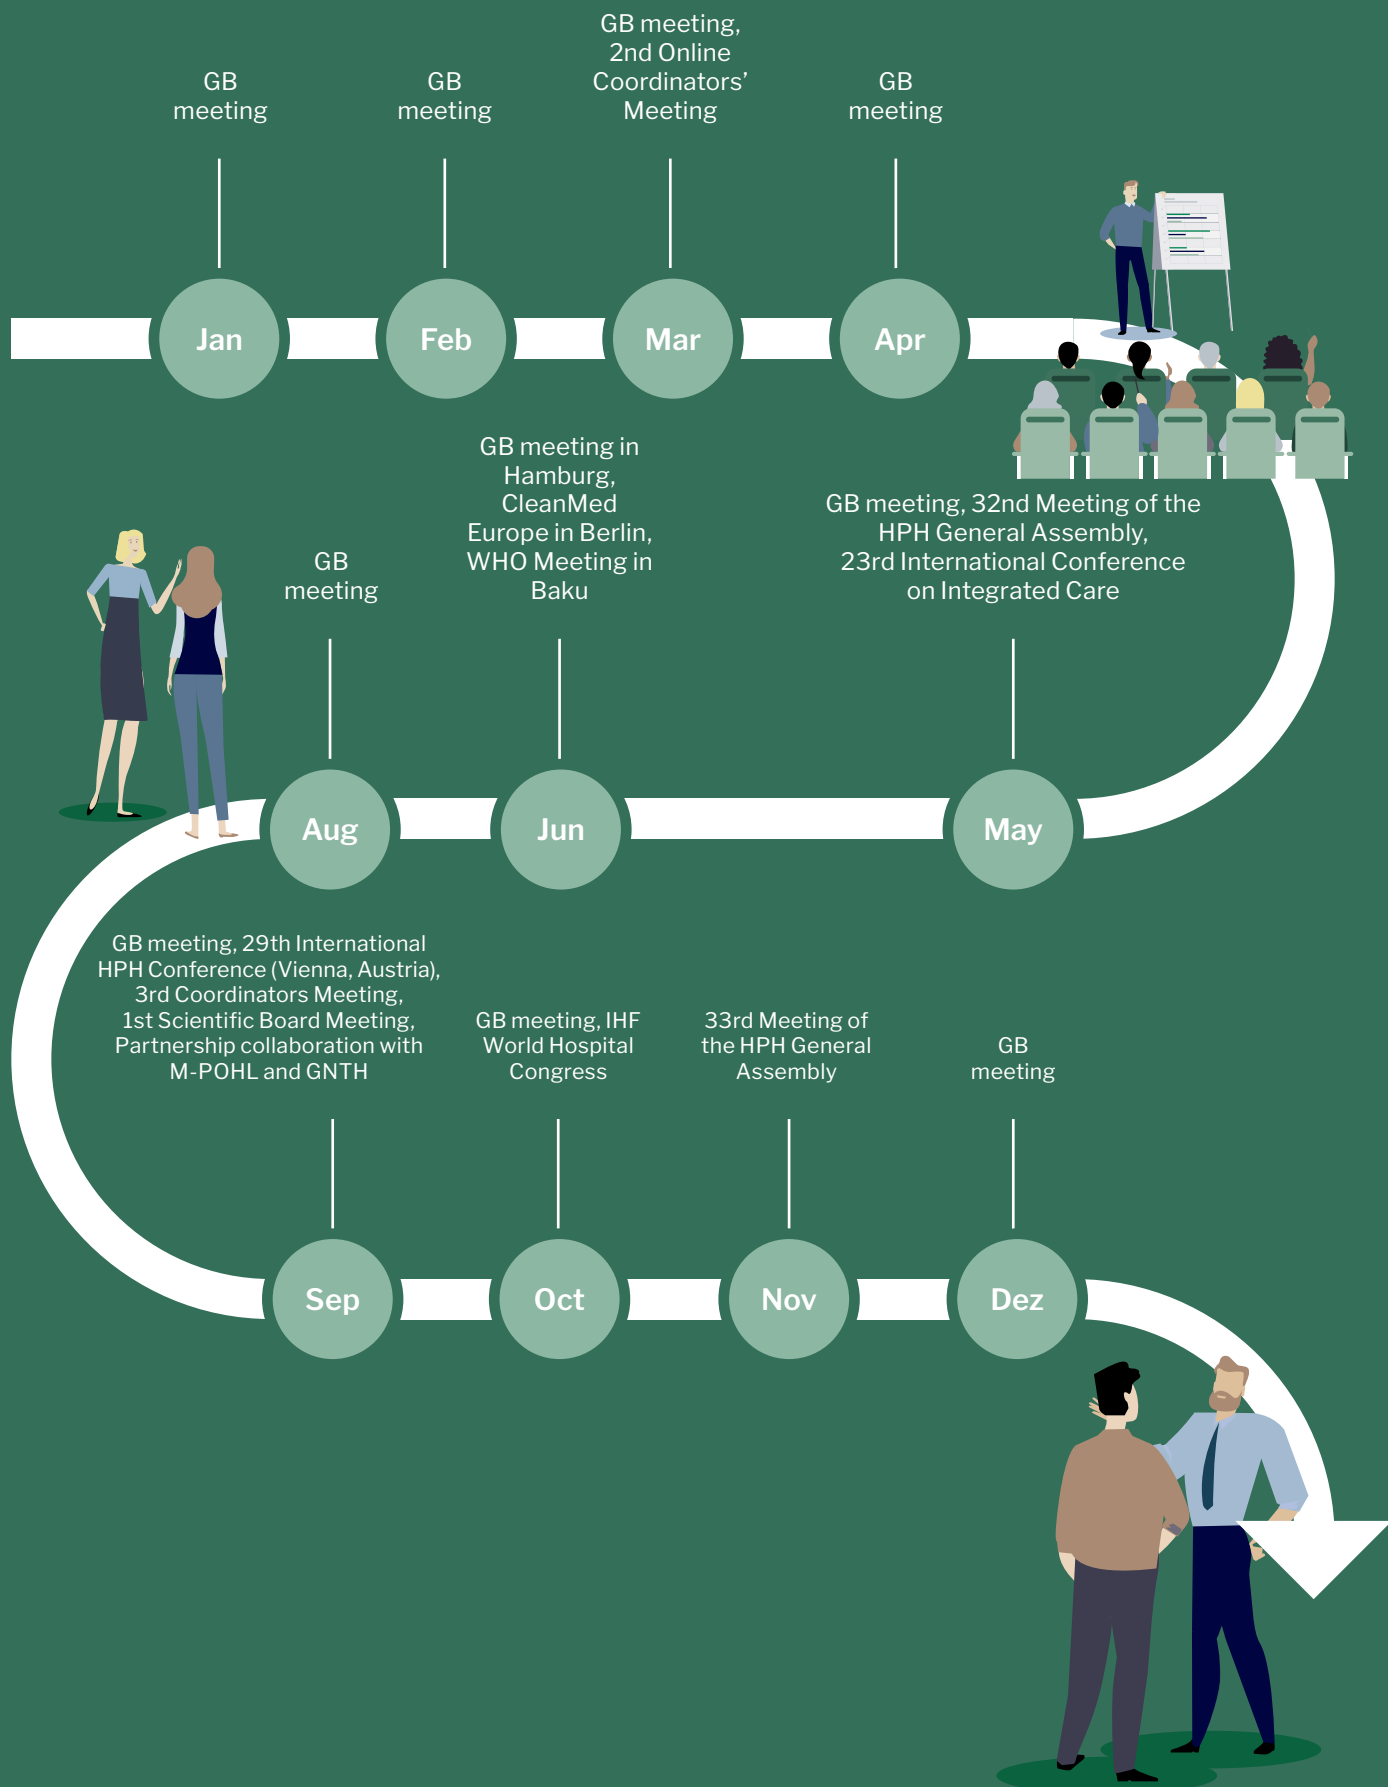 GB
meeting
GB
meeting
GB meeting,
2nd Online
Coordinators’
Meeting
GB
meeting
Jan
Feb
Mar
Apr
GB meeting, 32nd Meeting of the
HPH General Assembly,
23rd International Conference
on Integrated Care
GB meeting in
Hamburg,
CleanMed
Europe in Berlin,
WHO Meeting in
Baku
GB
meeting
May
Jun
Aug
GB meeting, 29th International
HPH Conference (Vienna, Austria),
3rd Coordinators Meeting,
1st Scientific Board Meeting,
Partnership collaboration with
M-POHL and GNTH
GB meeting, IHF
World Hospital
Congress
33rd Meeting of
the HPH General
Assembly
GB
meeting
Sep
Oct
Nov
Dez